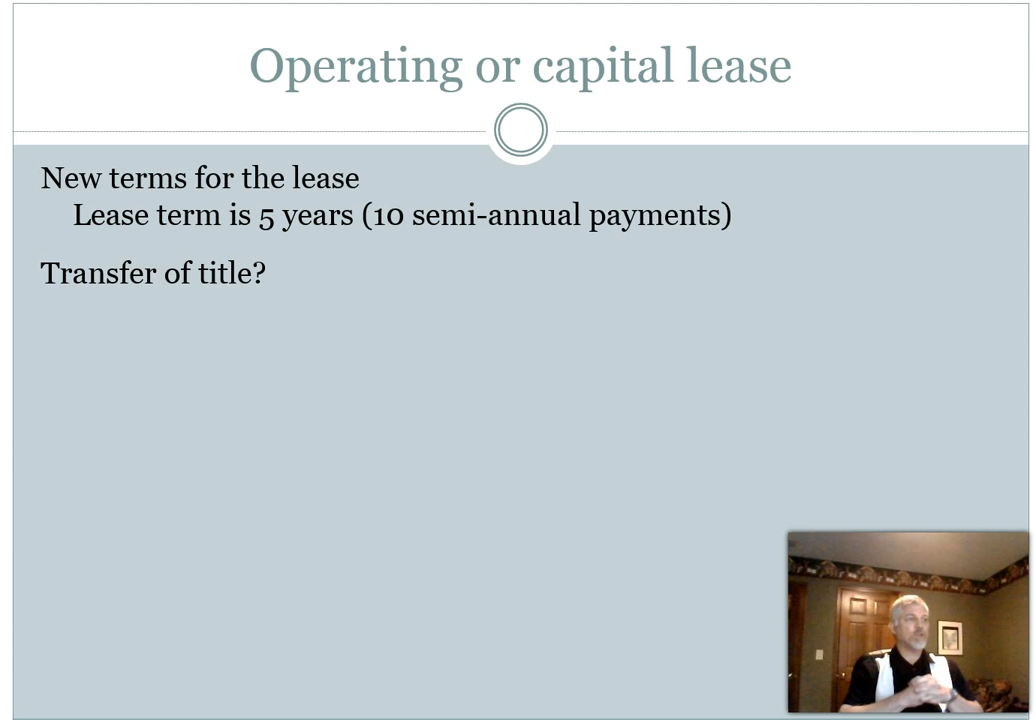 Operating or capital lease
New terms for the lease
Lease term is 5 years (10 semi-annual payments)
Transfer of title?